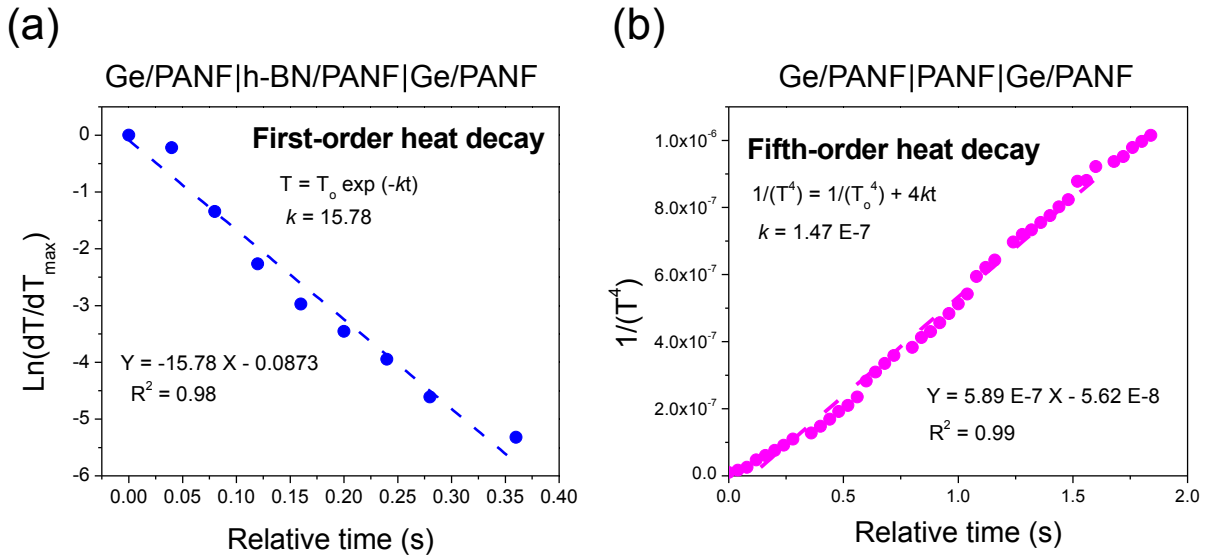 (a)
Ge/PANF|h-BN/PANF|Ge/PANF
First-order heat decay
T = Tₒ exp (-kt)
k = 15.78
Y = -15.78 X - 0.0873
R² = 0.98
Ln(dT/dTmax)
0
-1
-2
-3
-4
-5
-6
0.00 0.05 0.10 0.15 0.20 0.25 0.30 0.35 0.40
Relative time (s)
(b)
Ge/PANF|PANF|Ge/PANF
Fifth-order heat decay
1/(T⁴) = 1/(Tₒ⁴) + 4kt
k = 1.47 E-7
Y = 5.89 E-7 X - 5.62 E-8
R² = 0.99
1/(T⁴)
1.0x10⁻⁶
8.0x10⁻⁷
6.0x10⁻⁷
4.0x10⁻⁷
2.0x10⁻⁷
0.0
0.0 0.5 1.0 1.5 2.0
Relative time (s)